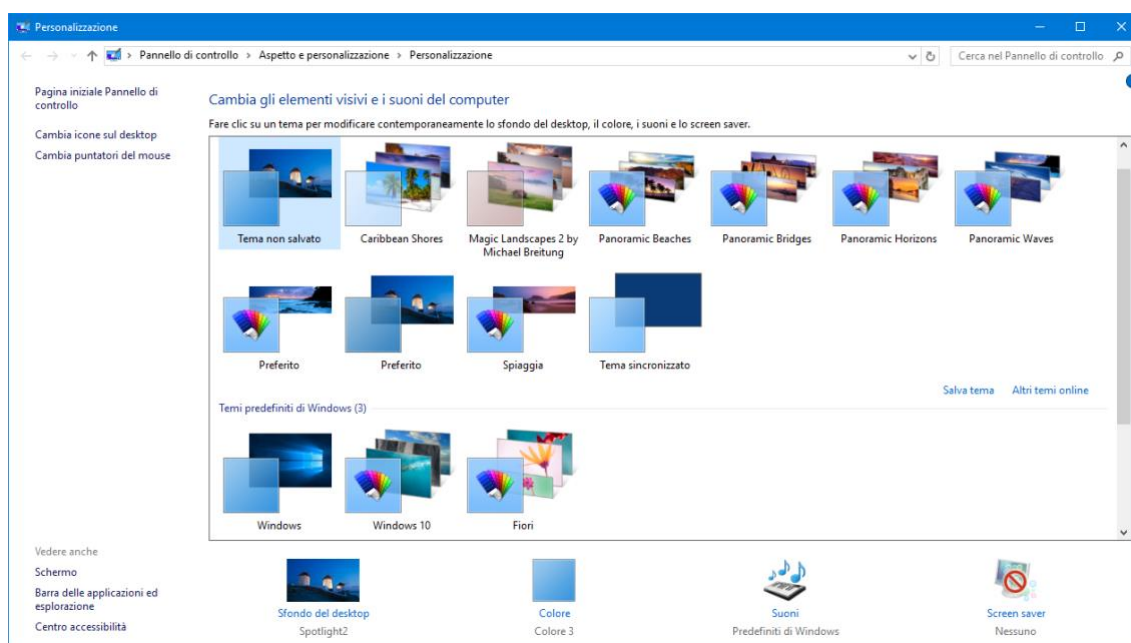 Personalizzazione
Pannello di controllo > Aspetto e personalizzazione > Personalizzazione
Cerca nel Pannello di controllo
Pagina iniziale Pannello di
controllo
Cambia icone sul desktop
Cambia puntatori del mouse
Cambia gli elementi visivi e i suoni del computer
Fare clic su un tema per modificare contemporaneamente lo sfondo del desktop, il colore, i suoni e lo screen saver.
Tema non salvato
Caribbean Shores
Magic Landscapes 2 by
Michael Breitung
Panoramic Beaches
Panoramic Bridges
Panoramic Horizons
Panoramic Waves
Preferito
Preferito
Spiaggia
Tema sincronizzato
Salva tema
Altri temi online
Temi predefiniti di Windows (3)
Windows
Windows 10
Fiori
Vedere anche
Schermo
Barra delle applicazioni ed
esplorazione
Centro accessibilità
Sfondo del desktop
Spotlight2
Colore
Colore 3
Suoni
Predefiniti di Windows
Screen saver
Nessuno